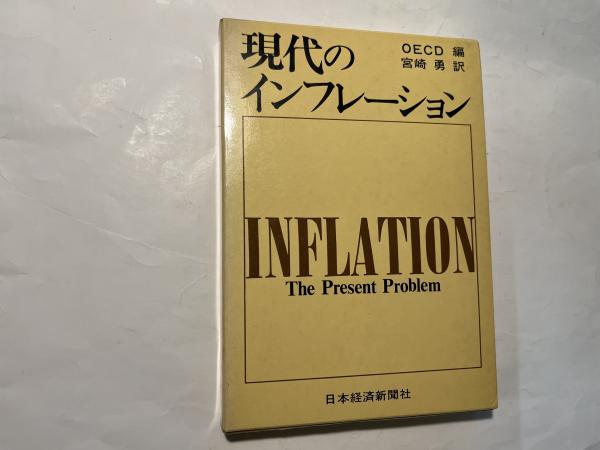 現代の
インフレーション
OECD 編
宮崎 勇 訳
INFLATION
The Present Problem
日本経済新聞社